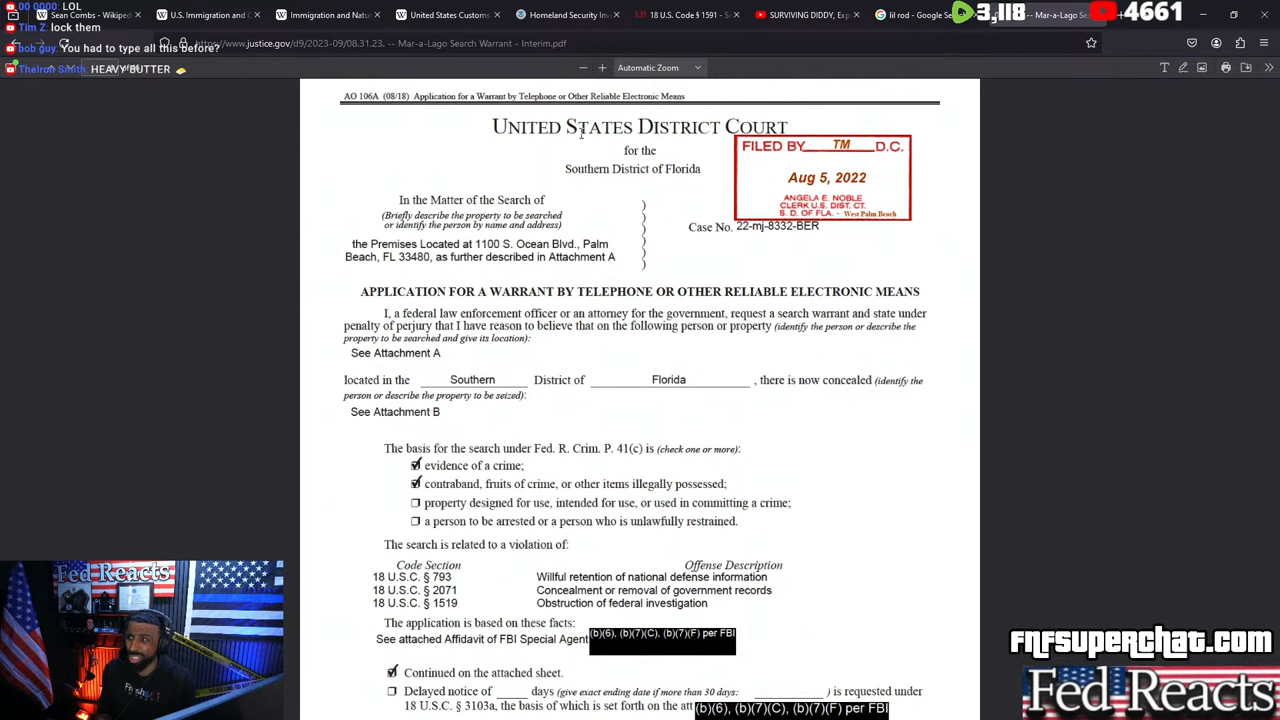 00 0000: LOL
Sean Combs - Wikiped
U.S. Immigration and C
Immigration and Natu
United States Custom
Homeland Security Inv
18 U.S. Code § 1591 - S
SURVIVING DIDDY, Exp
lil rod - Google Se
Mar-a-Lago Search War
3,118
4661
Tim Z: lock them
bob guy: You had to type all this before?
https://www.justice.gov/d9/2023-09/08.31.23. -- Mar-a-Lago Search Warrant - Interim.pdf
Theiron Smith: HEAVY BUTTER
Automatic Zoom
AO 106A (08/18) Application for a Warrant by Telephone or Other Reliable Electronic Means
UNITED STATES DISTRICT COURT
for the
Southern District of Florida
FILED BY TM D.C.
Aug 5, 2022
ANGELA E. NOBLE
CLERK U.S. DIST. CT.
S. D. OF FLA. - West Palm Beach
In the Matter of the Search of
(Briefly describe the property to be searched
or identify the person by name and address)
the Premises Located at 1100 S. Ocean Blvd., Palm
Beach, FL 33480, as further described in Attachment A
)
)
)
)
)
)
Case No. 22-mj-8332-BER
APPLICATION FOR A WARRANT BY TELEPHONE OR OTHER RELIABLE ELECTRONIC MEANS
I, a federal law enforcement officer or an attorney for the government, request a search warrant and state under
penalty of perjury that I have reason to believe that on the following person or property (identify the person or describe the
property to be searched and give its location):
See Attachment A
located in the Southern District of Florida , there is now concealed (identify the
person or describe the property to be seized):
See Attachment B
The basis for the search under Fed. R. Crim. P. 41(c) is (check one or more):
evidence of a crime;
contraband, fruits of crime, or other items illegally possessed;
property designed for use, intended for use, or used in committing a crime;
a person to be arrested or a person who is unlawfully restrained.
The search is related to a violation of:
Code Section Offense Description
18 U.S.C. § 793 Willful retention of national defense information
18 U.S.C. § 2071 Concealment or removal of government records
18 U.S.C. § 1519 Obstruction of federal investigation
The application is based on these facts:
See attached Affidavit of FBI Special Agent (b)(6), (b)(7)(C), (b)(7)(F) per FBI
Continued on the attached sheet.
Delayed notice of days (give exact ending date if more than 30 days: ) is requested under
18 U.S.C. § 3103a, the basis of which is set forth on the att (b)(6), (b)(7)(C), (b)(7)(F) per FBI
Fed Reacts
FNFSUPERCHAT.COM
Fed Reacts